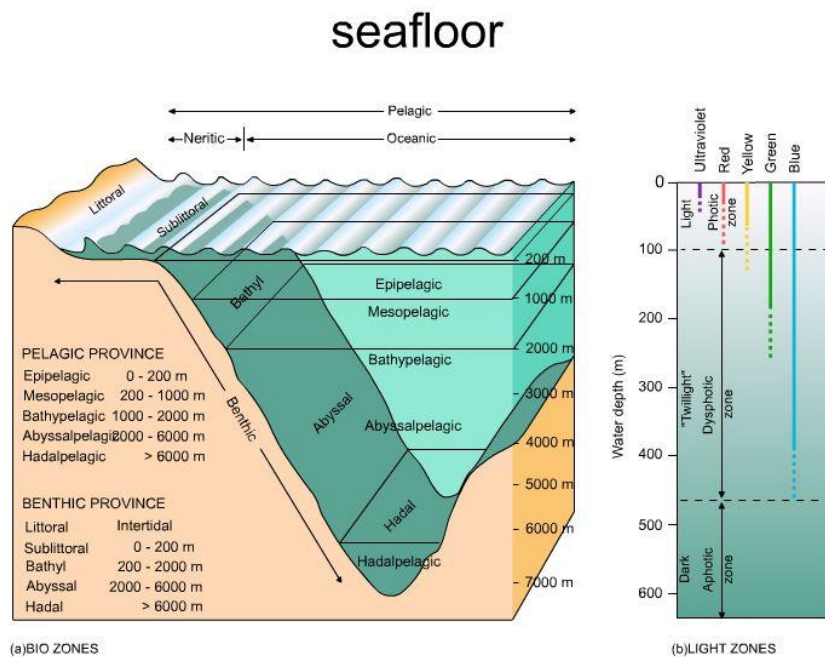 seafloor
Pelagic
Neritic
Oceanic
Littoral
Sublittoral
Bathyl
Abyssal
Hadal
Benthic
Epipelagic
Mesopelagic
Bathypelagic
Abyssalpelagic
Hadalpelagic
200 m
1000 m
2000 m
3000 m
4000 m
5000 m
6000 m
7000 m
PELAGIC PROVINCE
Epipelagic 0 - 200 m
Mesopelagic 200 - 1000 m
Bathypelagic 1000 - 2000 m
Abyssalpelagic 2000 - 6000 m
Hadalpelagic > 6000 m
BENTHIC PROVINCE
Littoral Intertidal
Sublittoral 0 - 200 m
Bathyl 200 - 2000 m
Abyssal 2000 - 6000 m
Hadal > 6000 m
(a)BIO ZONES
Ultraviolet
Red
Yellow
Green
Blue
Water depth (m)
0
100
200
300
400
500
600
Light
Photic
zone
"Twillight"
Dysphotic
zone
Dark
Aphotic
zone
(b)LIGHT ZONES